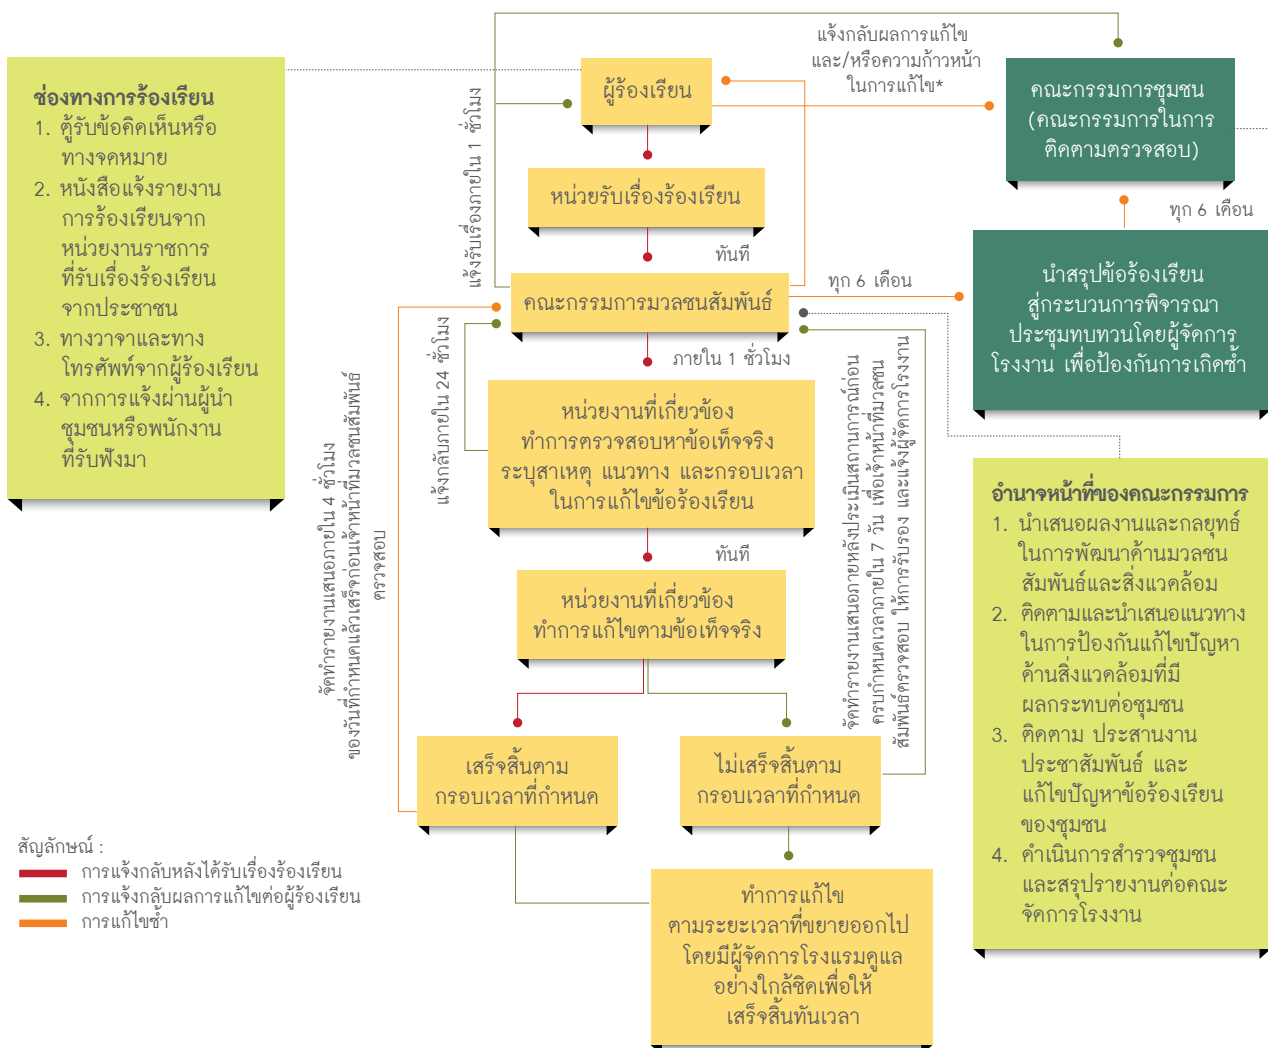 แจ้งกลับผลการแก้ไข
และ/หรือความก้าวหน้า
ในการแก้ไข*
ช่องทางการร้องเรียน
1. ตู้รับข้อคิดเห็นหรือ
ทางจดหมาย
2. หนังสือแจ้งรายงาน
การร้องเรียนจาก
หน่วยงานราชการ
ที่รับเรื่องร้องเรียน
จากประชาชน
3. ทางวาจาและทาง
โทรศัพท์จากผู้ร้องเรียน
4. จากการแจ้งผ่านผู้นำ
ชุมชนหรือพนักงาน
ที่รับฟังมา
แจ้งรับเรื่องภายใน 1 ชั่วโมง
ผู้ร้องเรียน
คณะกรรมการชุมชน
(คณะกรรมการในการ
ติดตามตรวจสอบ)
หน่วยรับเรื่องร้องเรียน
ทันที
ทุก 6 เดือน
คณะกรรมการมวลชนสัมพันธ์
ทุก 6 เดือน
นำสรุปข้อร้องเรียน
สู่กระบวนการพิจารณา
ประชุมทบทวนโดยผู้จัดการ
โรงงาน เพื่อป้องกันการเกิดซ้ำ
ภายใน 1 ชั่วโมง
แจ้งกลับภายใน 24 ชั่วโมง
หน่วยงานที่เกี่ยวข้อง
ทำการตรวจสอบหาข้อเท็จจริง
ระบุสาเหตุ แนวทาง และกรอบเวลา
ในการแก้ไขข้อร้องเรียน
จัดทำรายงานเสนอภายใน 4 ชั่วโมง
ของวันที่กำหนดแล้วเสร็จก่อนเจ้าหน้าที่มวลชนสัมพันธ์
ตรวจสอบ
จัดทำรายงานเสนอภายหลังประเมินสถานการณ์ก่อน
ครบกำหนดเวลาภายใน 7 วัน เพื่อเจ้าหน้าที่มวลชน
สัมพันธ์ตรวจสอบ ให้การรับรอง และแจ้งผู้จัดการโรงงาน
ทันที
หน่วยงานที่เกี่ยวข้อง
ทำการแก้ไขตามข้อเท็จจริง
อำนาจหน้าที่ของคณะกรรมการ
1. นำเสนอผลงานและกลยุทธ์
ในการพัฒนาด้านมวลชน
สัมพันธ์และสิ่งแวดล้อม
2. ติดตามและนำเสนอแนวทาง
ในการป้องกันแก้ไขปัญหา
ด้านสิ่งแวดล้อมที่มี
ผลกระทบต่อชุมชน
3. ติดตาม ประสานงาน
ประชาสัมพันธ์ และ
แก้ไขปัญหาข้อร้องเรียน
ของชุมชน
4. ดำเนินการสำรวจชุมชน
และสรุปรายงานต่อคณะ
จัดการโรงงาน
เสร็จสิ้นตาม
กรอบเวลาที่กำหนด
ไม่เสร็จสิ้นตาม
กรอบเวลาที่กำหนด
สัญลักษณ์ :
การแจ้งกลับหลังได้รับเรื่องร้องเรียน
การแจ้งกลับผลการแก้ไขต่อผู้ร้องเรียน
การแก้ไขซ้ำ
ทำการแก้ไข
ตามระยะเวลาที่ขยายออกไป
โดยมีผู้จัดการโรงแรมดูแล
อย่างใกล้ชิดเพื่อให้
เสร็จสิ้นทันเวลา